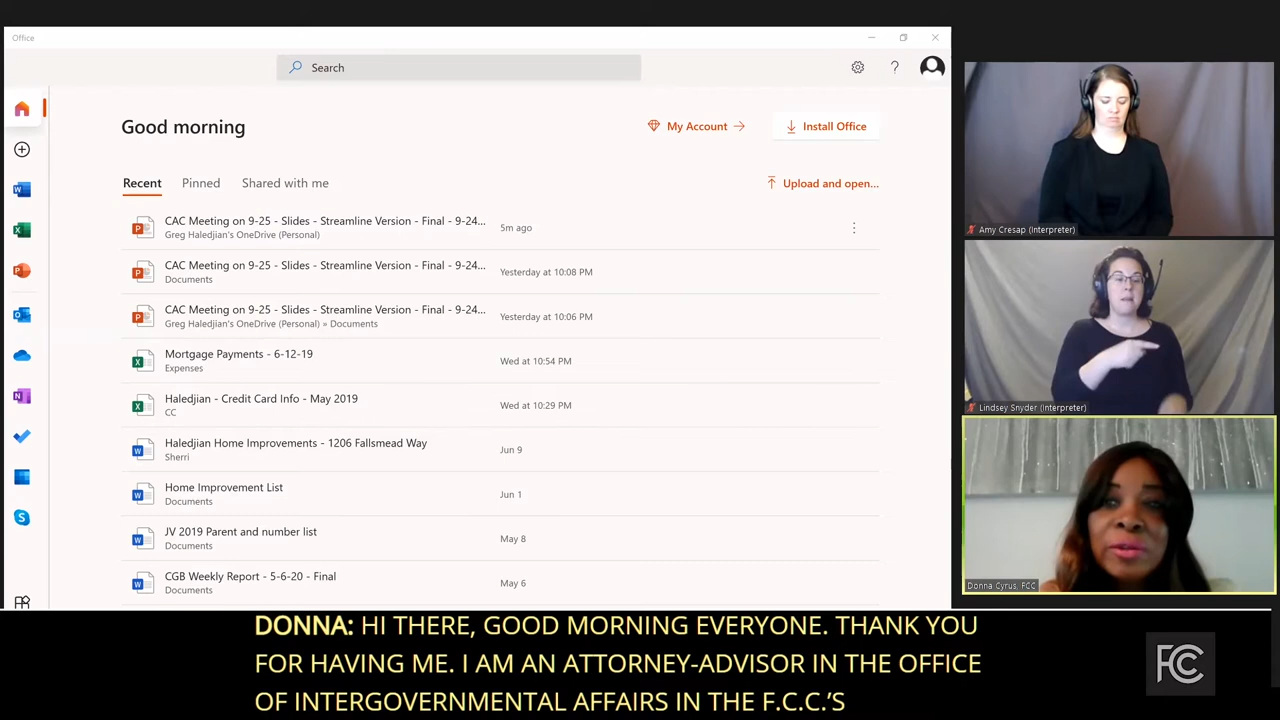 Office
Search
?
Good morning
My Account
Install Office
Recent Pinned Shared with me
Upload and open...
CAC Meeting on 9-25 - Slides - Streamline Version - Final - 9-24...
Greg Haledjian's OneDrive (Personal)
5m ago
CAC Meeting on 9-25 - Slides - Streamline Version - Final - 9-24...
Documents
Yesterday at 10:08 PM
CAC Meeting on 9-25 - Slides - Streamline Version - Final - 9-24...
Greg Haledjian's OneDrive (Personal) » Documents
Yesterday at 10:06 PM
Mortgage Payments - 6-12-19
Expenses
Wed at 10:54 PM
Haledjian - Credit Card Info - May 2019
CC
Wed at 10:29 PM
Haledjian Home Improvements - 1206 Fallsmead Way
Sherri
Jun 9
Home Improvement List
Documents
Jun 1
JV 2019 Parent and number list
Documents
May 8
CGB Weekly Report - 5-6-20 - Final
Documents
May 6
Amy Cresap (Interpreter)
Lindsey Snyder (Interpreter)
Donna Cyrus, FCC
DONNA: HI THERE, GOOD MORNING EVERYONE. THANK YOU
FOR HAVING ME. I AM AN ATTORNEY-ADVISOR IN THE OFFICE
OF INTERGOVERNMENTAL AFFAIRS IN THE F.C.C.'S
FCC